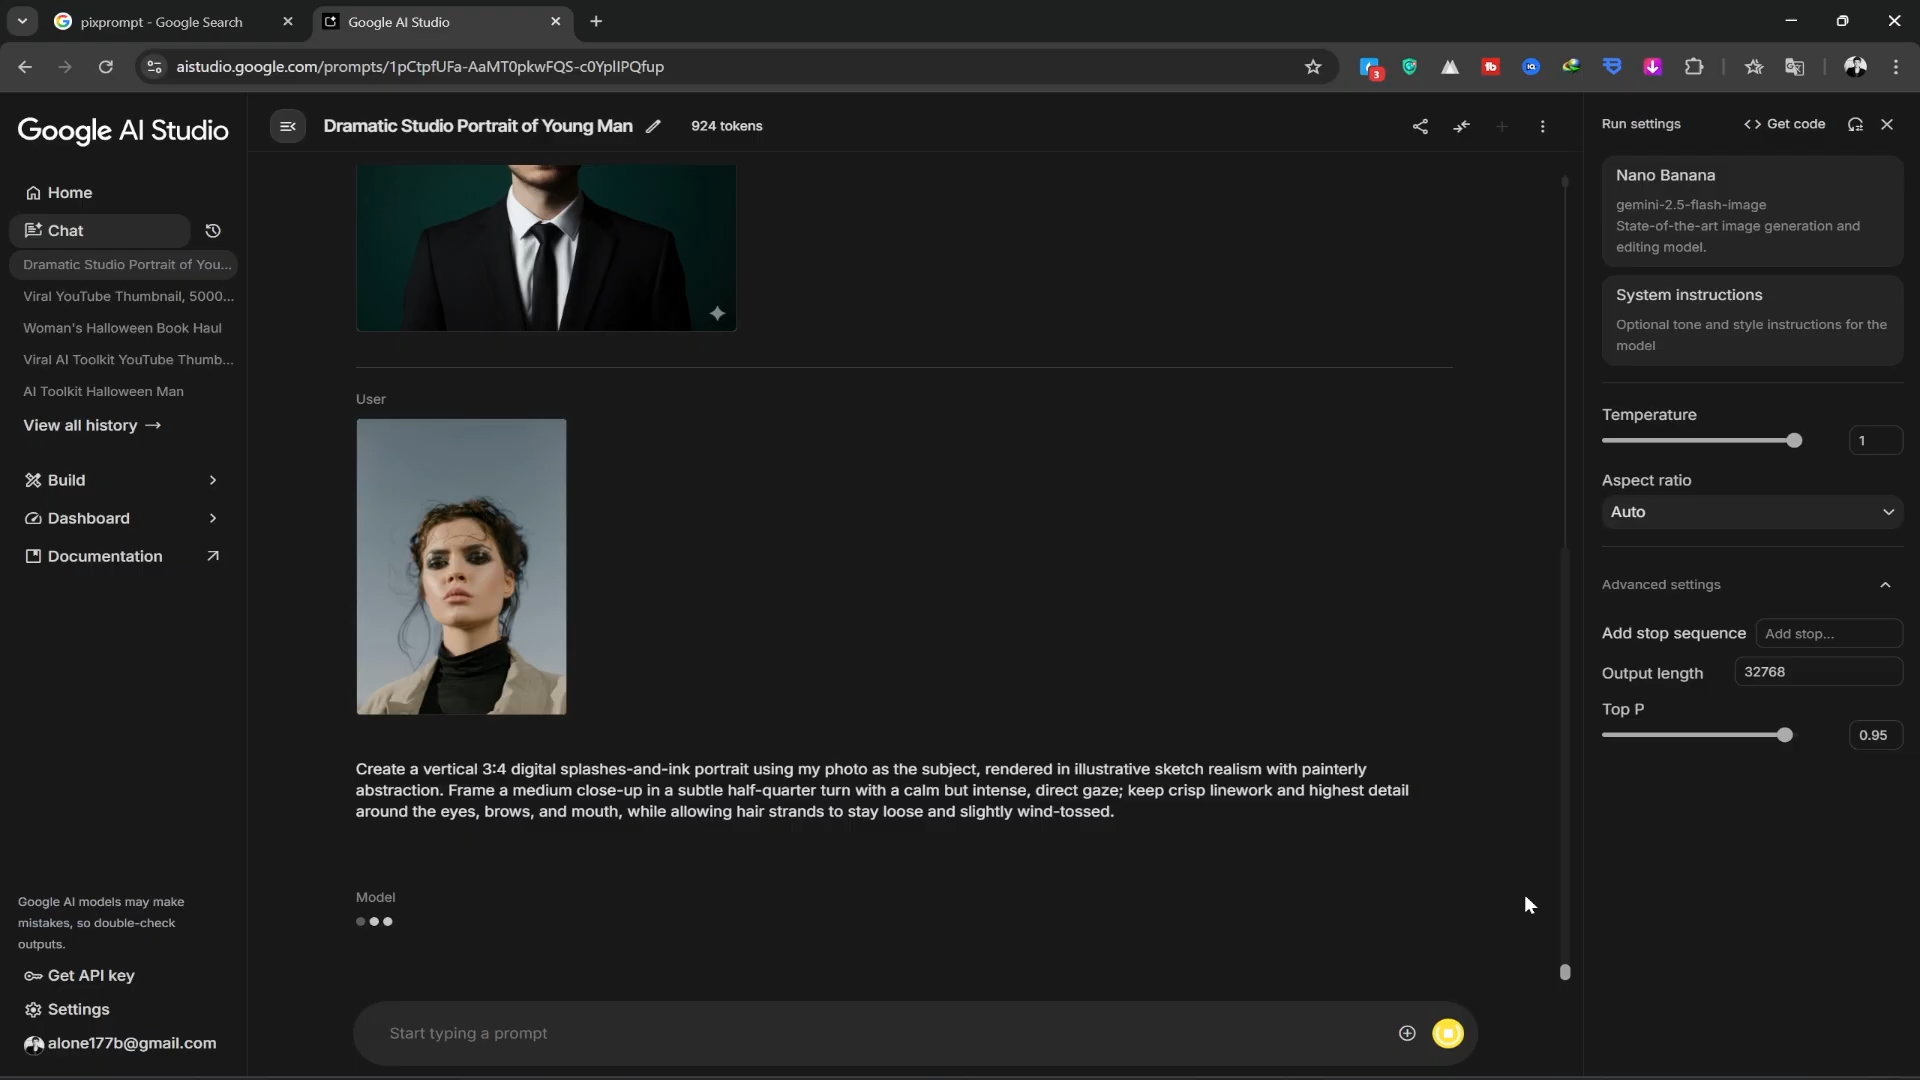 pixprompt - Google Search
Google AI Studio
aistudio.google.com/prompts/1pCtpfUFa-AaMT0pkwFQS-c0YplIPQfup
3
Google AI Studio
Home
Chat
Dramatic Studio Portrait of You...
Viral YouTube Thumbnail, 5000...
Woman's Halloween Book Haul
Viral AI Toolkit YouTube Thumb...
AI Toolkit Halloween Man
View all history
Build
Dashboard
Documentation
Google AI models may make
mistakes, so double-check
outputs.
Get API key
Settings
alone177b@gmail.com
Dramatic Studio Portrait of Young Man
924 tokens
User
Create a vertical 3:4 digital splashes-and-ink portrait using my photo as the subject, rendered in illustrative sketch realism with painterly
abstraction. Frame a medium close-up in a subtle half-quarter turn with a calm but intense, direct gaze; keep crisp linework and highest detail
around the eyes, brows, and mouth, while allowing hair strands to stay loose and slightly wind-tossed.
Model
Start typing a prompt
Run settings
<> Get code
Nano Banana
gemini-2.5-flash-image
State-of-the-art image generation and
editing model.
System instructions
Optional tone and style instructions for the
model
Temperature
1
Aspect ratio
Auto
Advanced settings
Add stop sequence
Add stop...
Output length
32768
Top P
0.95